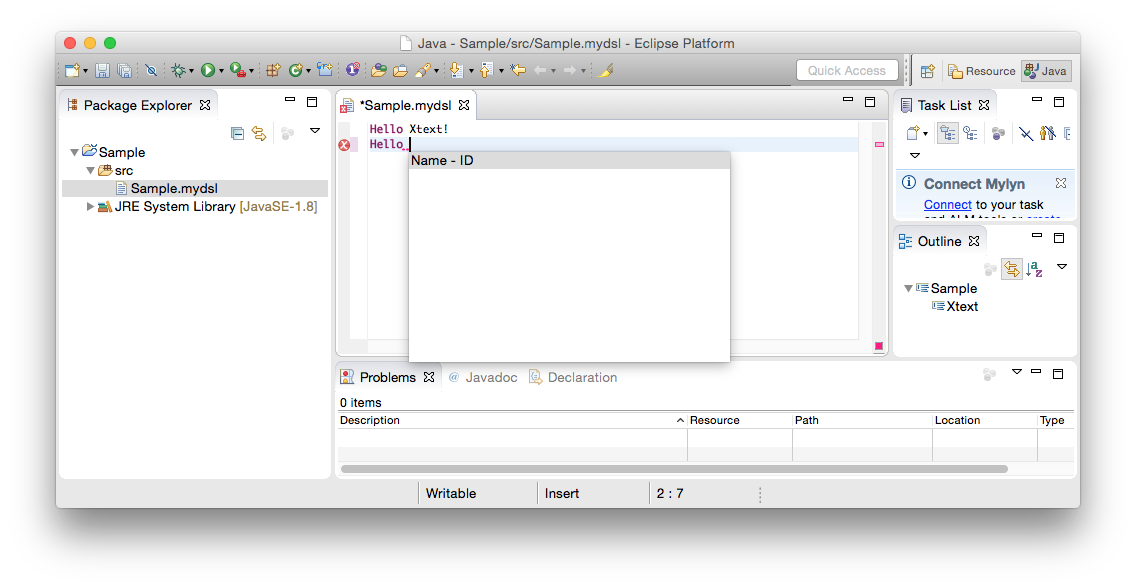 Java - Sample/src/Sample.mydsl - Eclipse Platform
Quick Access
Resource
Java
Package Explorer
Sample
src
Sample.mydsl
JRE System Library [JavaSE-1.8]
*Sample.mydsl
Hello Xtext!
Hello
Name - ID
Task List
Connect Mylyn
Connect to your task
and ALM tools or create
Outline
Sample
Xtext
Problems
@ Javadoc
Declaration
0 items
Description Resource Path Location Type
Writable Insert 2 : 7